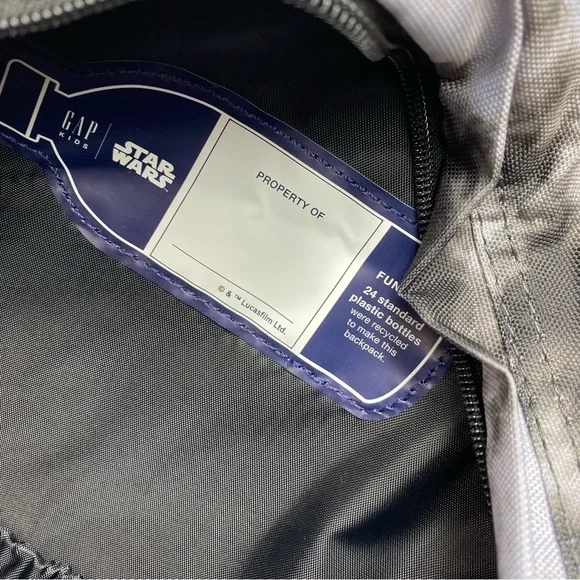 GAP
KIDS
STAR
WARS
PROPERTY OF
© & ™ Lucasfilm Ltd.
FUN
24 standard
plastic bottles
were recycled
to make this
backpack.